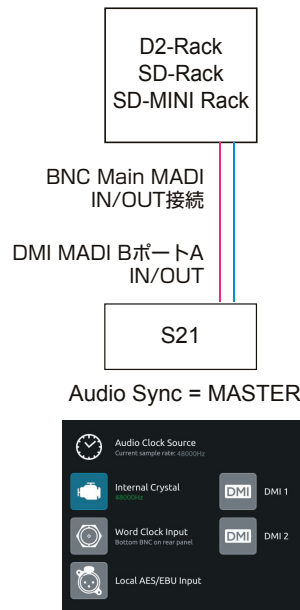 D2-Rack
SD-Rack
SD-MINI Rack
BNC Main MADI
IN/OUT接続
DMI MADI BポートA
IN/OUT
S21
Audio Sync = MASTER
Audio Clock Source
Current sample rate: 48000Hz
Internal Crystal
48000Hz
DMI DMI 1
Word Clock Input
Bottom BNC on rear panel
DMI DMI 2
Local AES/EBU Input